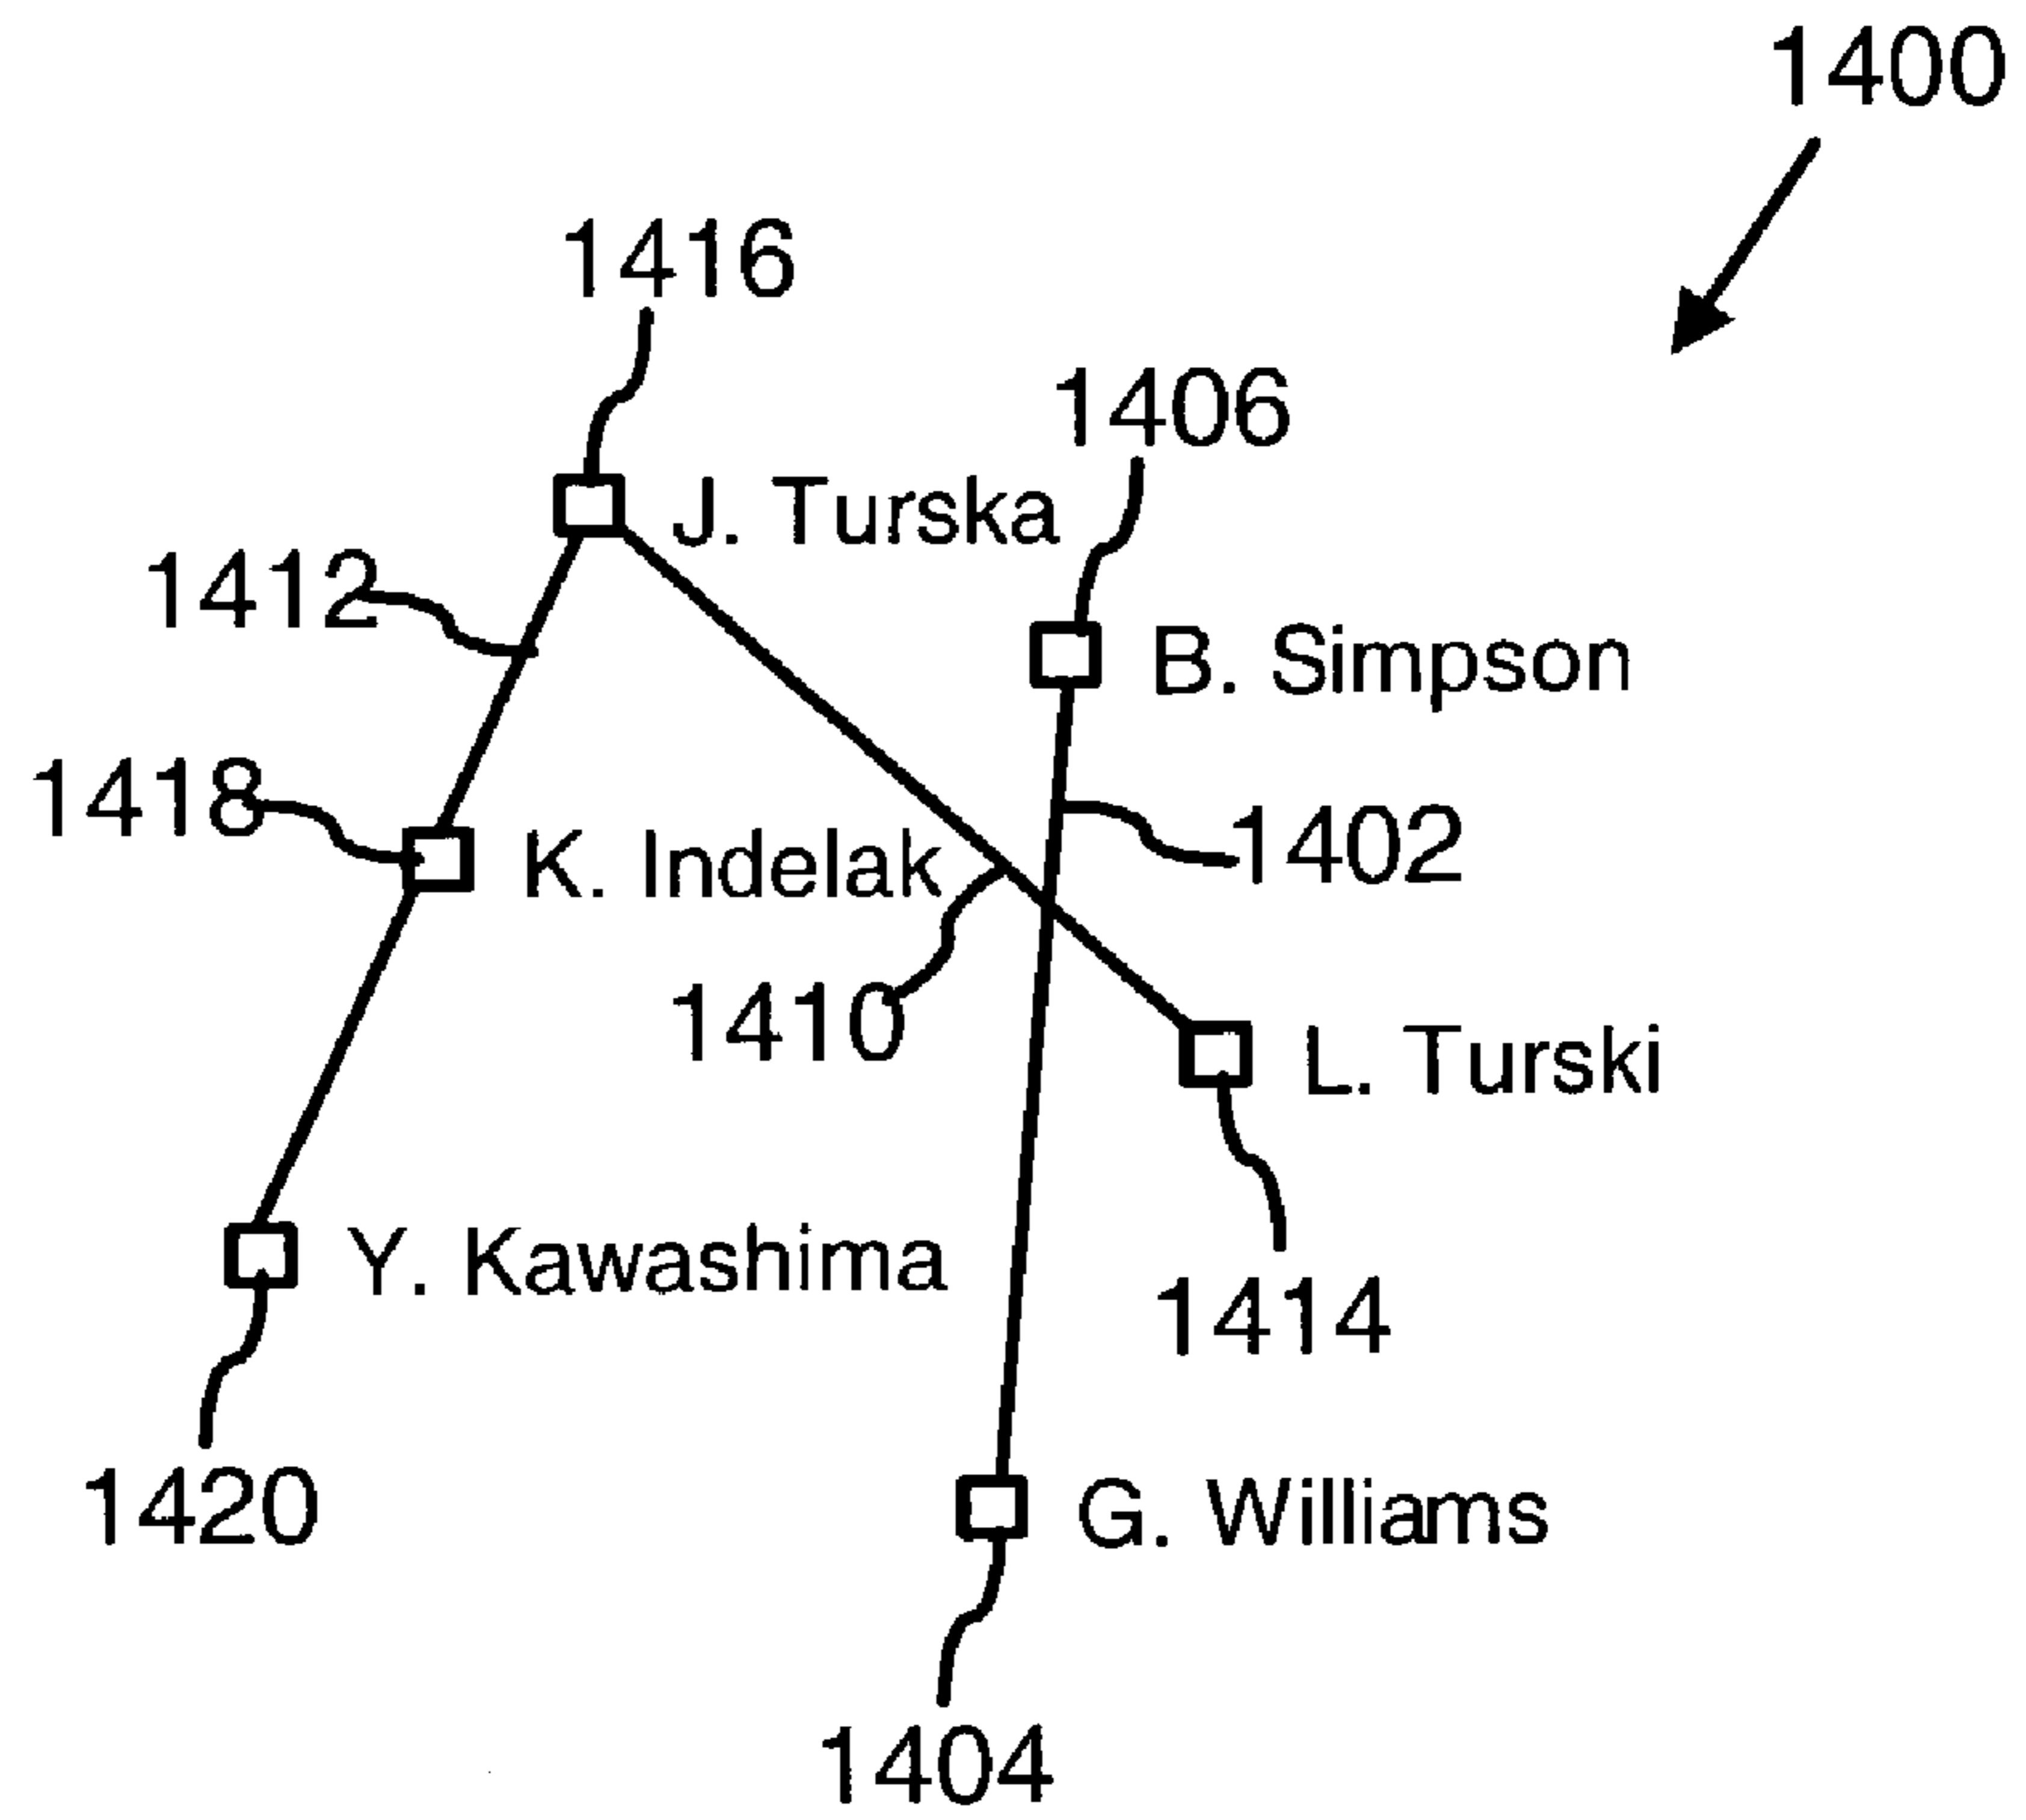 1400
1416
1406
J. Turska
1412
B. Simpson
1418
K. Indelak
1402
1410
L. Turski
Y. Kawashima
1414
1420
G. Williams
1404